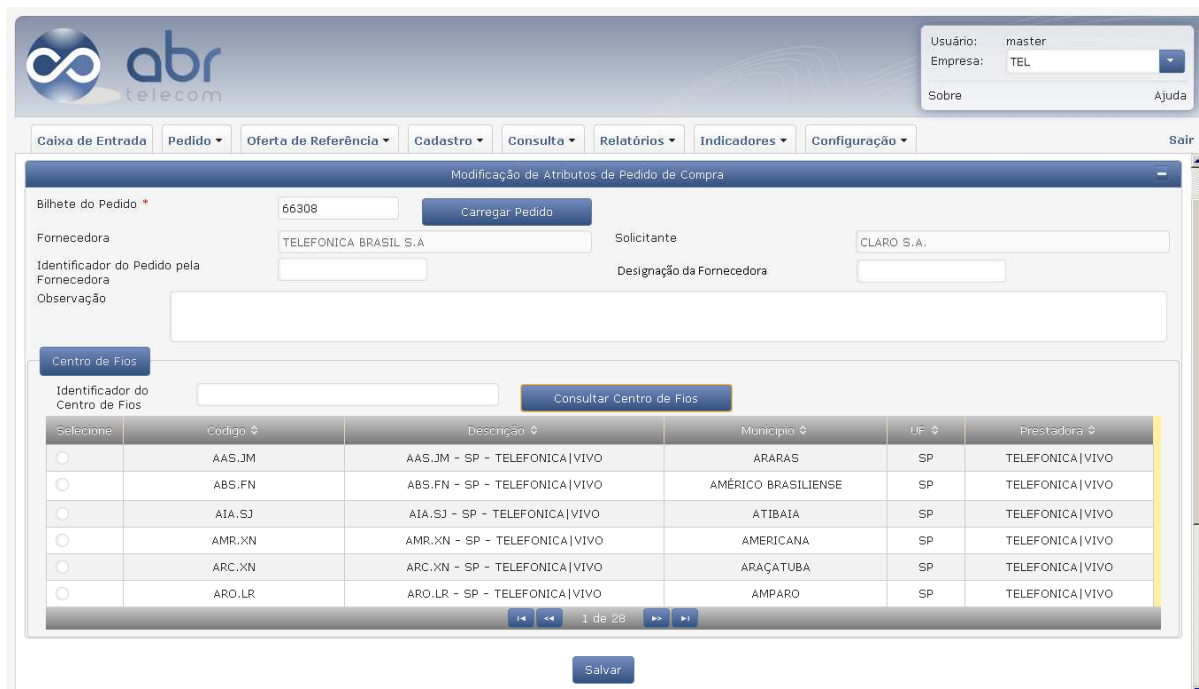 abr
telecom
Usuário: master
Empresa: TEL
Sobre Ajuda
Caixa de Entrada Pedido Oferta de Referência Cadastro Consulta Relatórios Indicadores Configuração Sair
Modificação de Atributos de Pedido de Compra
Bilhete do Pedido * 66308 Carregar Pedido
Fornecedora TELEFONICA BRASIL S.A Solicitante CLARO S.A.
Identificador do Pedido pela
Fornecedora
Designação da Fornecedora
Observação
Centro de Fios
Identificador do
Centro de Fios
Consultar Centro de Fios
Selecione Código Descrição Município UF Prestadora
AAS.JM AAS.JM - SP - TELEFONICA|VIVO ARARAS SP TELEFONICA|VIVO
ABS.FN ABS.FN - SP - TELEFONICA|VIVO AMÉRICO BRASILIENSE SP TELEFONICA|VIVO
AIA.SJ AIA.SJ - SP - TELEFONICA|VIVO ATIBAIA SP TELEFONICA|VIVO
AMR.XN AMR.XN - SP - TELEFONICA|VIVO AMERICANA SP TELEFONICA|VIVO
ARC.XN ARC.XN - SP - TELEFONICA|VIVO ARAÇATUBA SP TELEFONICA|VIVO
ARO.LR ARO.LR - SP - TELEFONICA|VIVO AMPARO SP TELEFONICA|VIVO
1 de 28
Salvar